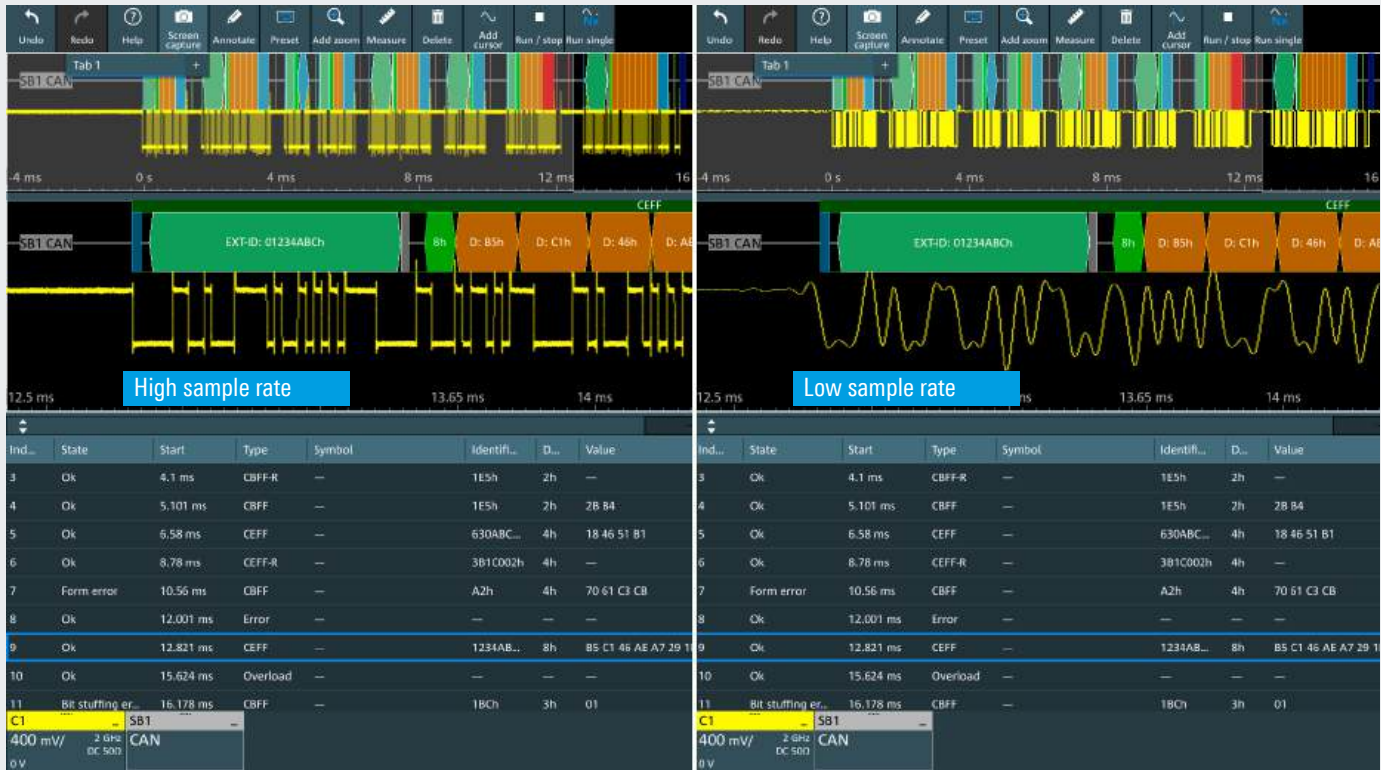 Undo Redo Help Screen capture Annotate Preset Add zoom Measure Delete Add cursor Run / stop Run single
Tab 1 +
SB1 CAN
-4 ms 0 s 4 ms 8 ms 12 ms 16
CEFF
SB1 CAN EXT-ID: 01234ABCh 8h D: B5h D: C1h D: 46h D: AE
High sample rate
12.5 ms 13.65 ms 14 ms
Ind... State Start Type Symbol Identifi... D... Value
3 Ok 4.1 ms CBFF-R — 1E5h 2h —
4 Ok 5.101 ms CBFF — 1E5h 2h 2B B4
5 Ok 6.58 ms CEFF — 630ABC... 4h 18 46 51 B1
6 Ok 8.78 ms CEFF-R — 3B1C002h 4h —
7 Form error 10.56 ms CBFF — A2h 4h 70 61 C3 CB
8 Ok 12.001 ms Error — — — —
9 Ok 12.821 ms CEFF — 1234AB... 8h B5 C1 46 AE A7 29
10 Ok 15.624 ms Overload — — — —
11 Bit stuffing er... 16.178 ms CBFF — 1BCh 3h 01
C1 SB1
400 mV/ 2 GHz CAN
DC 50Ω
0 V
Undo Redo Help Screen capture Annotate Preset Add zoom Measure Delete Add cursor Run / stop Run single
Tab 1 +
SB1 CAN
-4 ms 0 s 4 ms 8 ms 12 ms 16
CEFF
SB1 CAN EXT-ID: 01234ABCh 8h D: B5h D: C1h D: 46h D: AE
Low sample rate
12.5 ms ms 13.65 ms 14 ms
Ind... State Start Type Symbol Identifi... D... Value
3 Ok 4.1 ms CBFF-R — 1E5h 2h —
4 Ok 5.101 ms CBFF — 1E5h 2h 2B B4
5 Ok 6.58 ms CEFF — 630ABC... 4h 18 46 51 B1
6 Ok 8.78 ms CEFF-R — 3B1C002h 4h —
7 Form error 10.56 ms CBFF — A2h 4h 70 61 C3 CB
8 Ok 12.001 ms Error — — — —
9 Ok 12.821 ms CEFF — 1234AB... 8h B5 C1 46 AE A7 29
10 Ok 15.624 ms Overload — — — —
11 Bit stuffing er... 16.178 ms CBFF — 1BCh 3h 01
C1 SB1
400 mV/ 2 GHz CAN
DC 50Ω
0 V